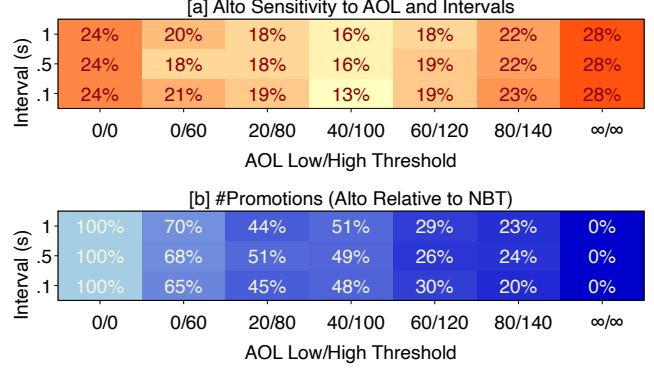 [a] Alto Sensitivity to AOL and Intervals
Interval (s)
1 24% 20% 18% 16% 18% 22% 28%
.5 24% 18% 18% 16% 19% 22% 28%
.1 24% 21% 19% 13% 19% 23% 28%
0/0 0/60 20/80 40/100 60/120 80/140 ∞/∞
AOL Low/High Threshold
[b] #Promotions (Alto Relative to NBT)
Interval (s)
1 100% 70% 44% 51% 29% 23% 0%
.5 100% 68% 51% 49% 26% 24% 0%
.1 100% 65% 45% 48% 30% 20% 0%
0/0 0/60 20/80 40/100 60/120 80/140 ∞/∞
AOL Low/High Threshold